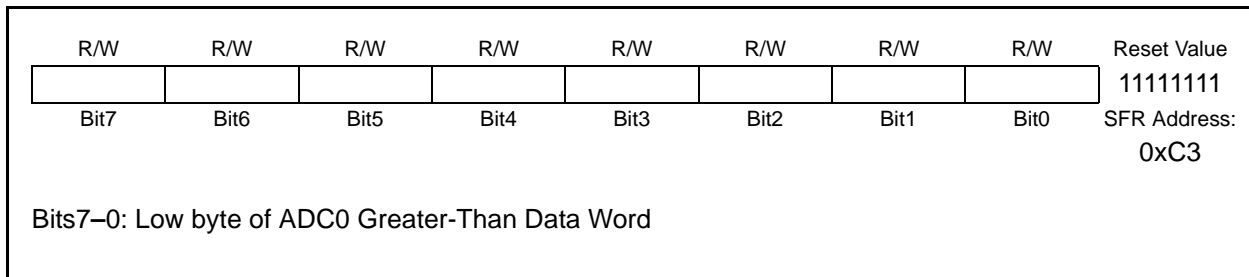 R/W R/W R/W R/W R/W R/W R/W R/W Reset Value
11111111
Bit7 Bit6 Bit5 Bit4 Bit3 Bit2 Bit1 Bit0 SFR Address:
0xC3
Bits7–0: Low byte of ADC0 Greater-Than Data Word